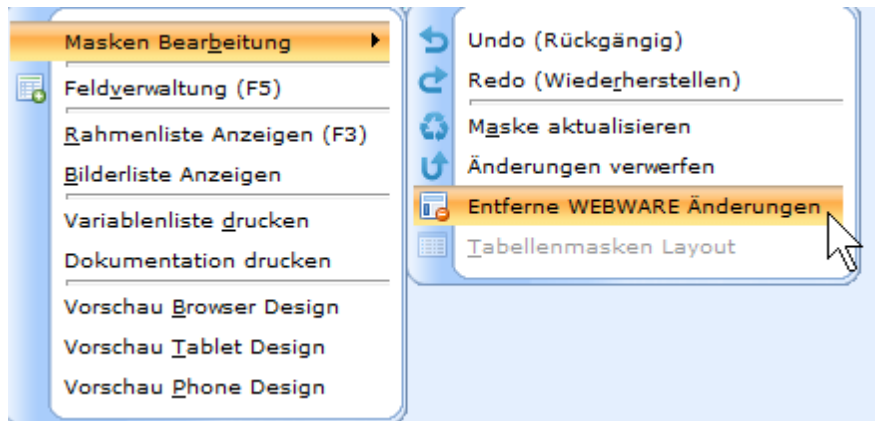 Masken Bearbeitung
Feldverwaltung (F5)
Rahmenliste Anzeigen (F3)
Bilderliste Anzeigen
Variablenliste drucken
Dokumentation drucken
Vorschau Browser Design
Vorschau Tablet Design
Vorschau Phone Design
Undo (Rückgängig)
Redo (Wiederherstellen)
Maske aktualisieren
Änderungen verwerfen
Entferne WEBWARE Änderungen
Tabellenmasken Layout